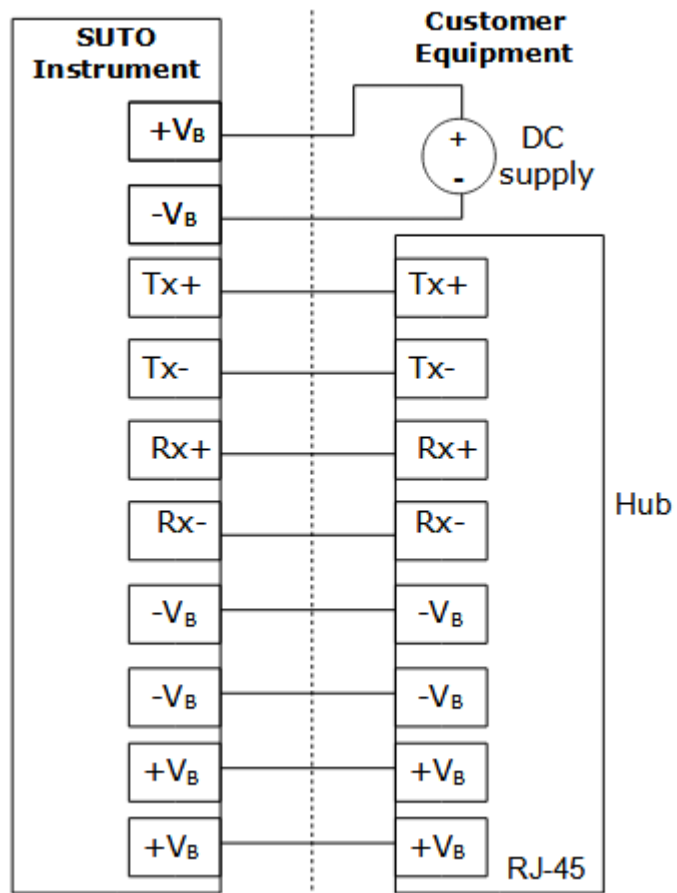 SUTO
Instrument
Customer
Equipment
+VB
-VB
+
-
DC
supply
Tx+ Tx+
Tx- Tx-
Rx+ Rx+
Rx- Rx-
Hub
-VB -VB
-VB -VB
+VB +VB
+VB +VB
RJ-45